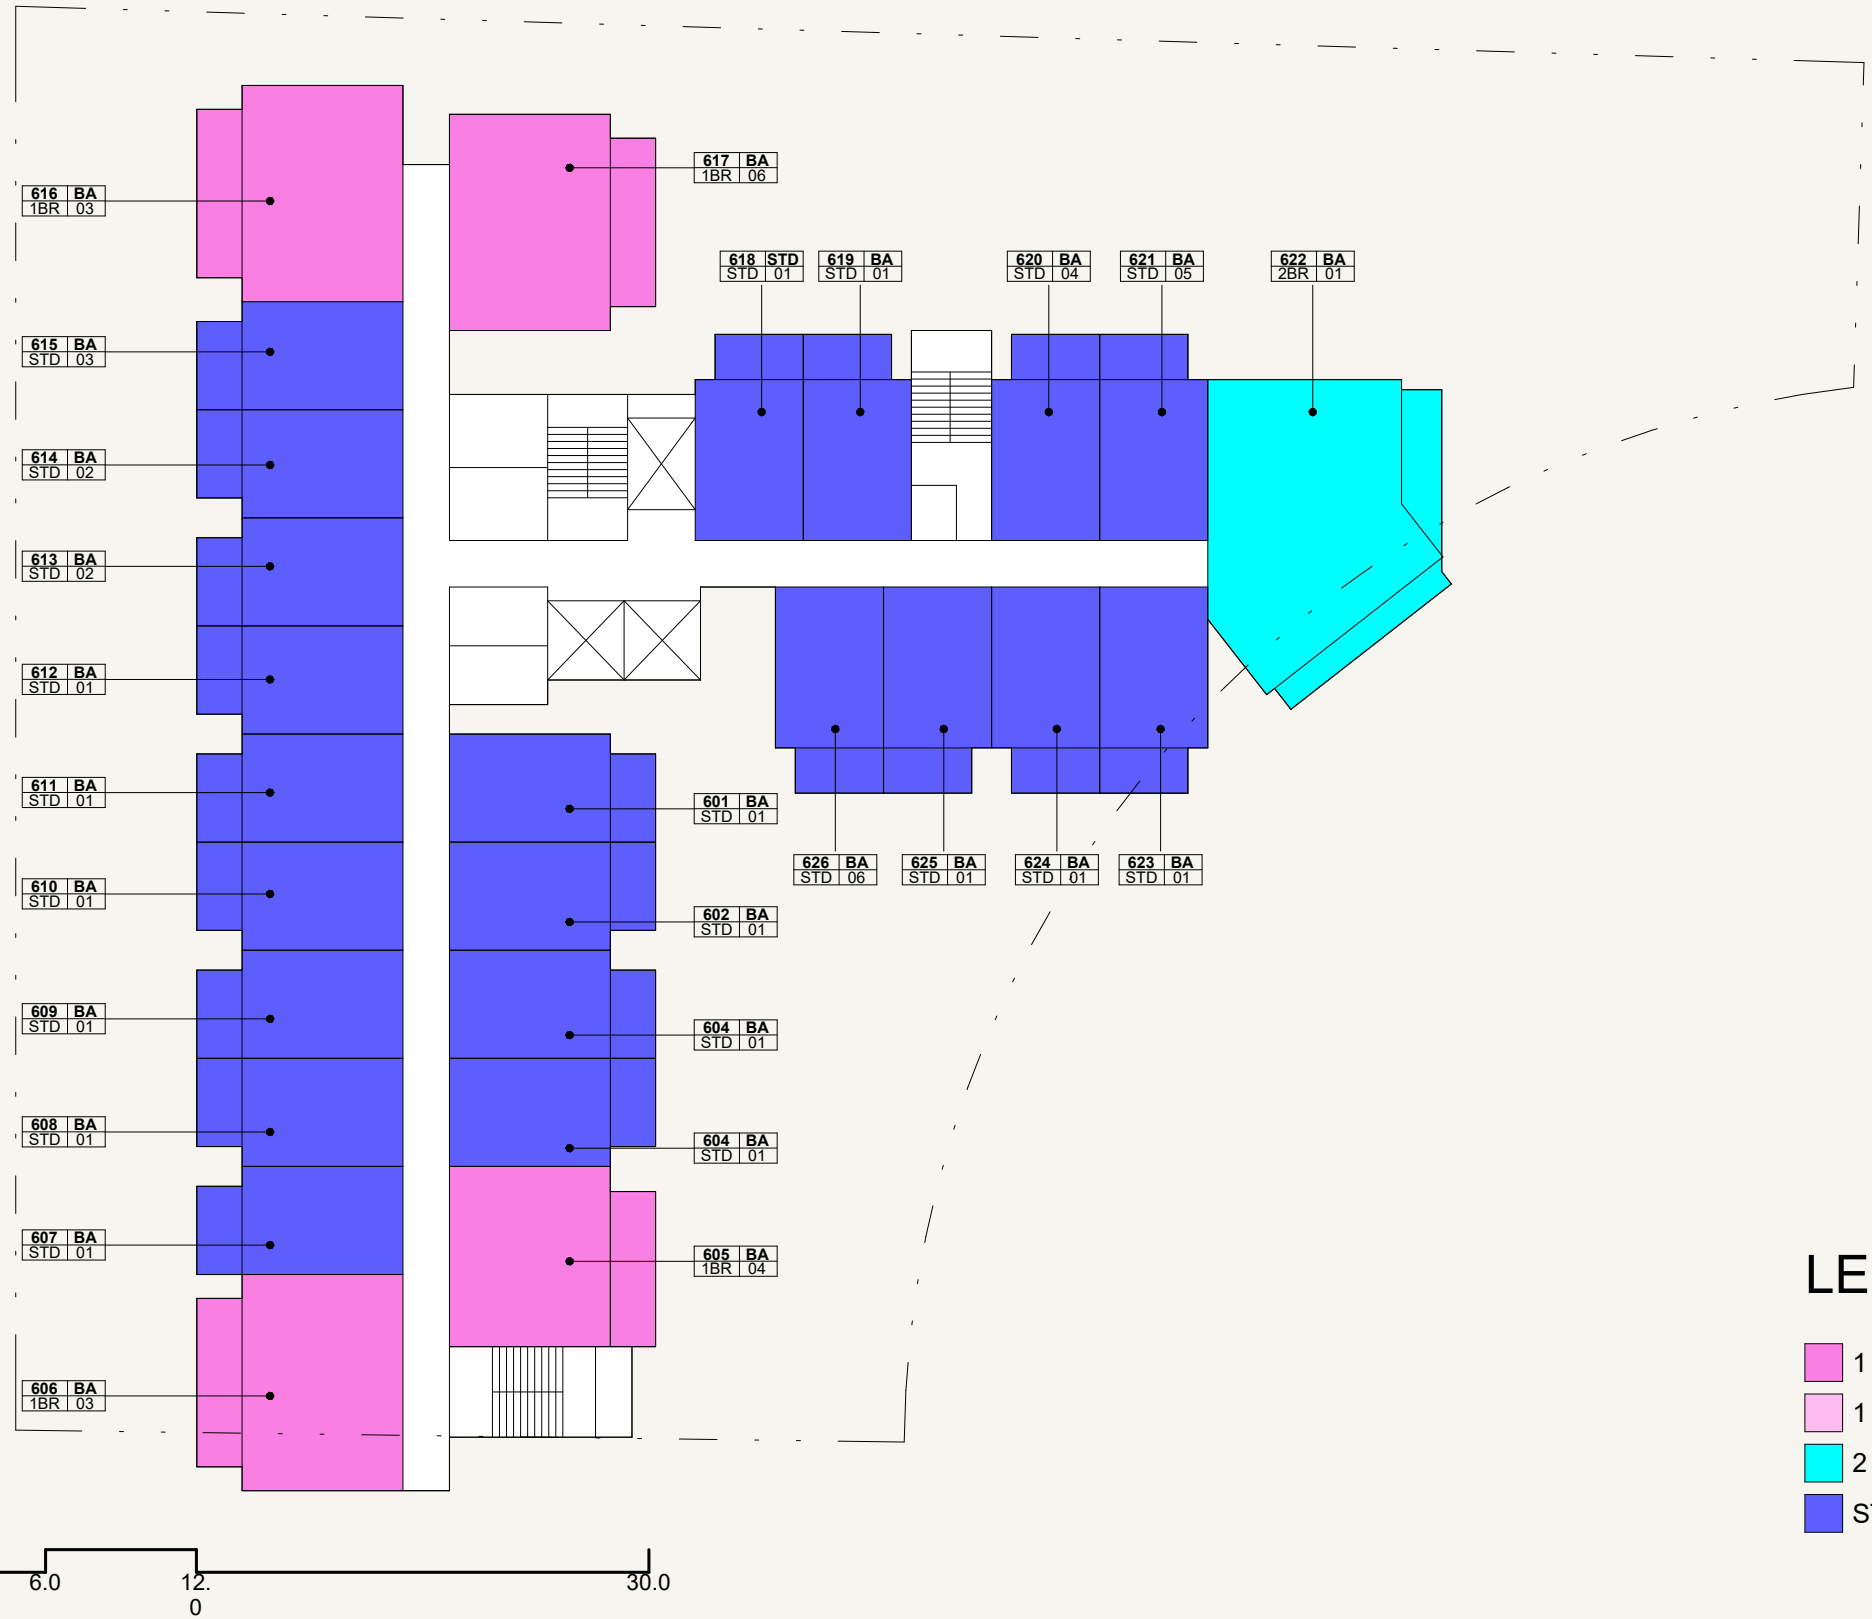 617 BA
1BR 06
616 BA
1BR 03
618 STD
STD 01
619 BA
STD 01
620 BA
STD 04
621 BA
STD 05
622 BA
2BR 01
615 BA
STD 03
614 BA
STD 02
613 BA
STD 02
612 BA
STD 01
611 BA
STD 01
601 BA
STD 01
626 BA
STD 06
625 BA
STD 01
624 BA
STD 01
623 BA
STD 01
610 BA
STD 01
602 BA
STD 01
609 BA
STD 01
604 BA
STD 01
608 BA
STD 01
604 BA
STD 01
607 BA
STD 01
605 BA
1BR 04
606 BA
1BR 03
LE
1
1
2
S
6.0
12.
0
30.0